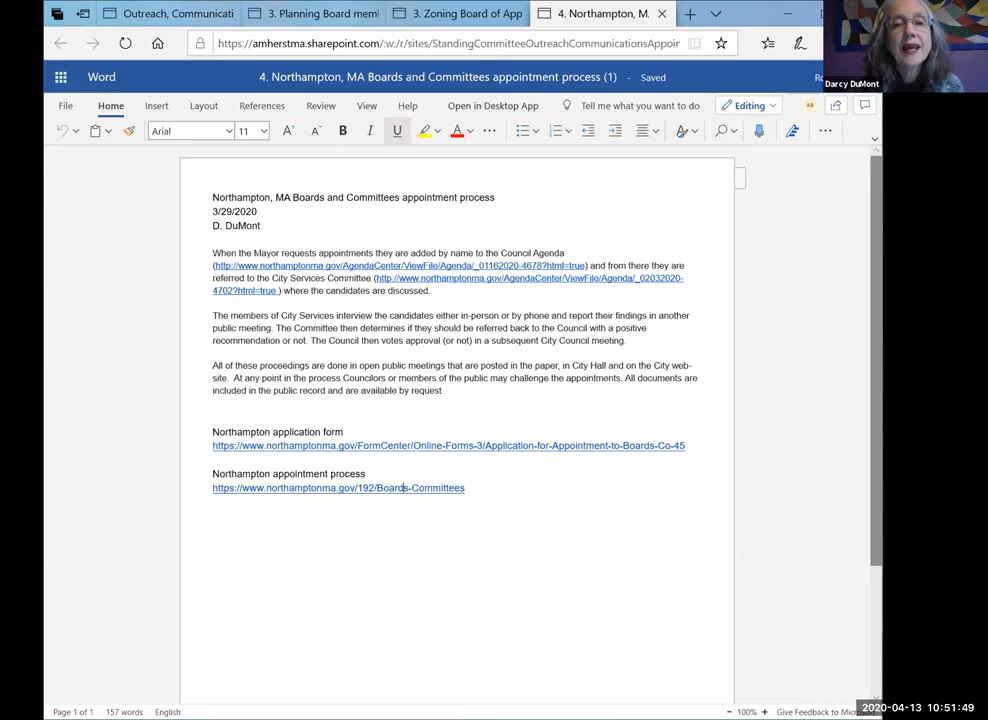 Outreach, Communicati
3. Planning Board mem
3. Zoning Board of App
4. Northampton, M
https://amherstma.sharepoint.com/:w:/r/sites/StandingCommitteeOutreachCommunicationsAppoir
Word
4. Northampton, MA Boards and Committees appointment process (1) - Saved
Ro
Darcy DuMont
File Home Insert Layout References Review View Help Open in Desktop App Tell me what you want to do Editing AB
Arial 11 A A B I U A
Northampton, MA Boards and Committees appointment process
3/29/2020
D. DuMont
When the Mayor requests appointments they are added by name to the Council Agenda
(http://www.northamptonma.gov/AgendaCenter/ViewFile/Agenda/_01162020-4678?html=true) and from there they are
referred to the City Services Committee (http://www.northamptonma.gov/AgendaCenter/ViewFile/Agenda/_02032020-
4702?html=true ) where the candidates are discussed.
The members of City Services interview the candidates either in-person or by phone and report their findings in another
public meeting. The Committee then determines if they should be referred back to the Council with a positive
recommendation or not. The Council then votes approval (or not) in a subsequent City Council meeting.
All of these proceedings are done in open public meetings that are posted in the paper, in City Hall and on the City web-
site. At any point in the process Councilors or members of the public may challenge the appointments. All documents are
included in the public record and are available by request.
Northampton application form
https://www.northamptonma.gov/FormCenter/Online-Forms-3/Application-for-Appointment-to-Boards-Co-45
Northampton appointment process
https://www.northamptonma.gov/192/Boards-Committees
Page 1 of 1 157 words English
- 100% + Give Feedback to Microsof
2020-04-13 10:51:49